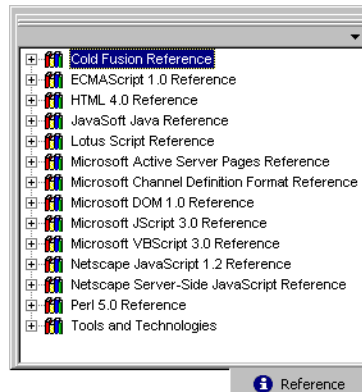 Cold Fusion Reference
ECMAScript 1.0 Reference
HTML 4.0 Reference
JavaSoft Java Reference
Lotus Script Reference
Microsoft Active Server Pages Reference
Microsoft Channel Definition Format Reference
Microsoft DOM 1.0 Reference
Microsoft JScript 3.0 Reference
Microsoft VBScript 3.0 Reference
Netscape JavaScript 1.2 Reference
Netscape Server-Side JavaScript Reference
Perl 5.0 Reference
Tools and Technologies
Reference